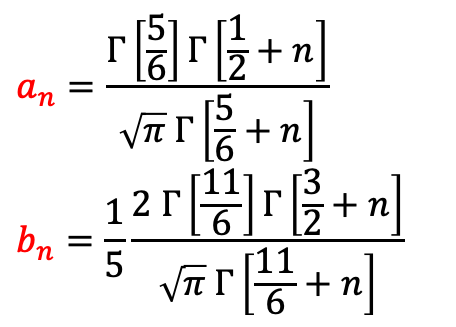 a_n = Γ[5/6] Γ[1/2 + n] / (√π Γ[5/6 + n])
b_n = 1/5 2 Γ[11/6] Γ[3/2 + n] / (√π Γ[11/6 + n])